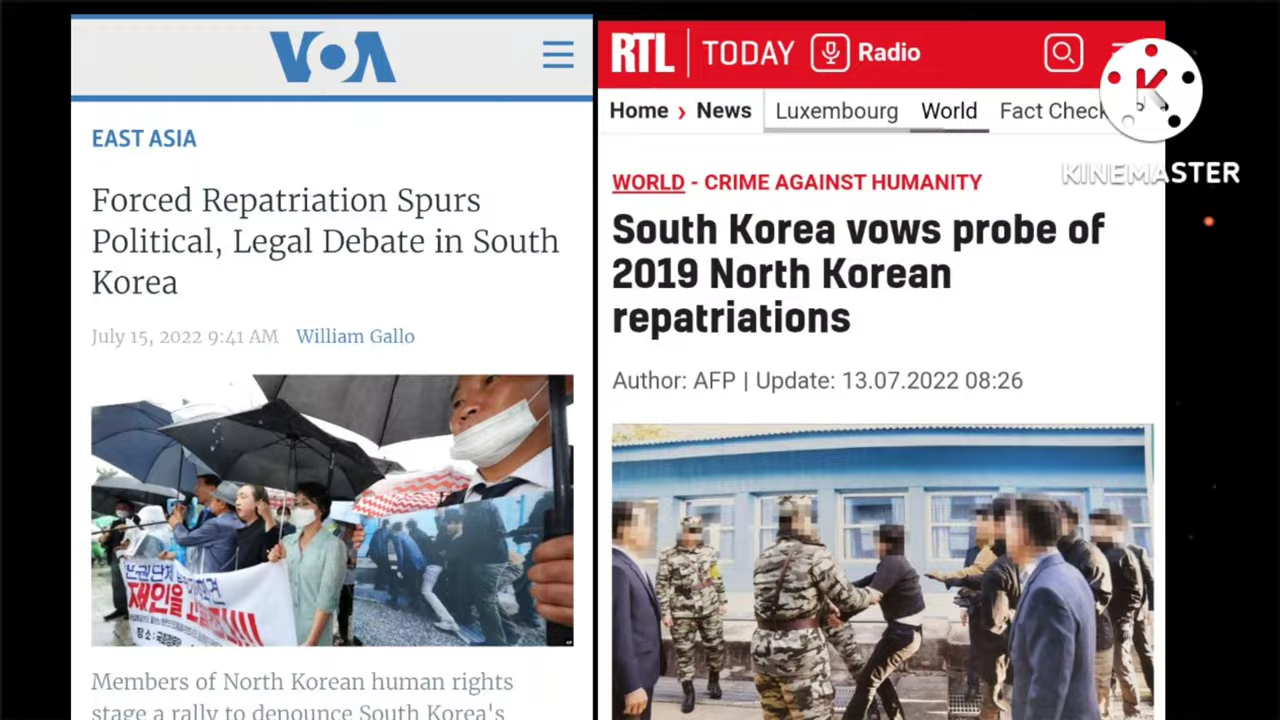 VOA
EAST ASIA
Forced Repatriation Spurs
Political, Legal Debate in South
Korea
July 15, 2022 9:41 AM William Gallo
Members of North Korean human rights
stage a rally to denounce South Korea's
RTL TODAY Radio
Home › News Luxembourg World Fact Check
WORLD - CRIME AGAINST HUMANITY
South Korea vows probe of
2019 North Korean
repatriations
Author: AFP | Update: 13.07.2022 08:26
K
KINEMASTER